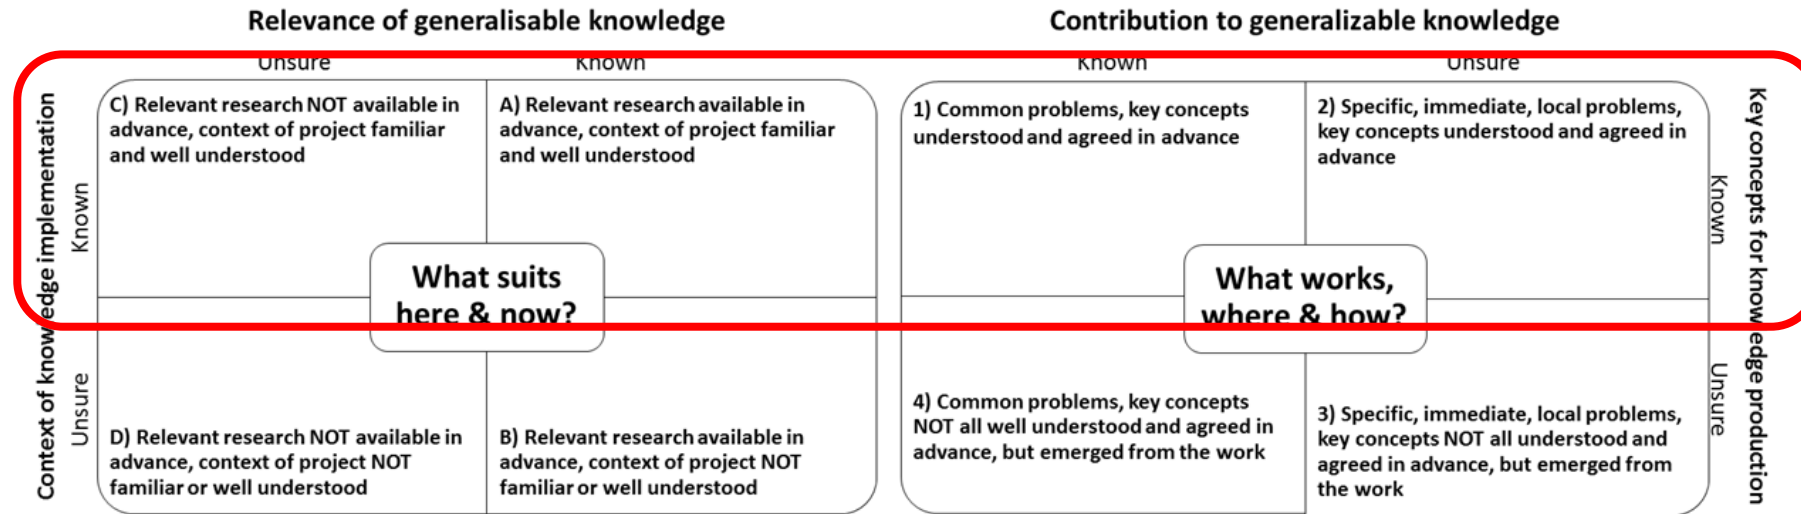 Relevance of generalisable knowledge
Contribution to generalizable knowledge
Unsure
Known
Known
Unsure
Context of knowledge implementation
Known
Unsure
C) Relevant research NOT available in
advance, context of project familiar
and well understood
A) Relevant research available in
advance, context of project familiar
and well understood
What suits
here & now?
D) Relevant research NOT available in
advance, context of project NOT
familiar or well understood
B) Relevant research available in
advance, context of project NOT
familiar or well understood
1) Common problems, key concepts
understood and agreed in advance
2) Specific, immediate, local problems,
key concepts understood and agreed in
advance
What works,
where & how?
4) Common problems, key concepts
NOT all well understood and agreed in
advance, but emerged from the work
3) Specific, immediate, local problems,
key concepts NOT all understood and
agreed in advance, but emerged from
the work
Known
Unsure
Key concepts for knowledge production